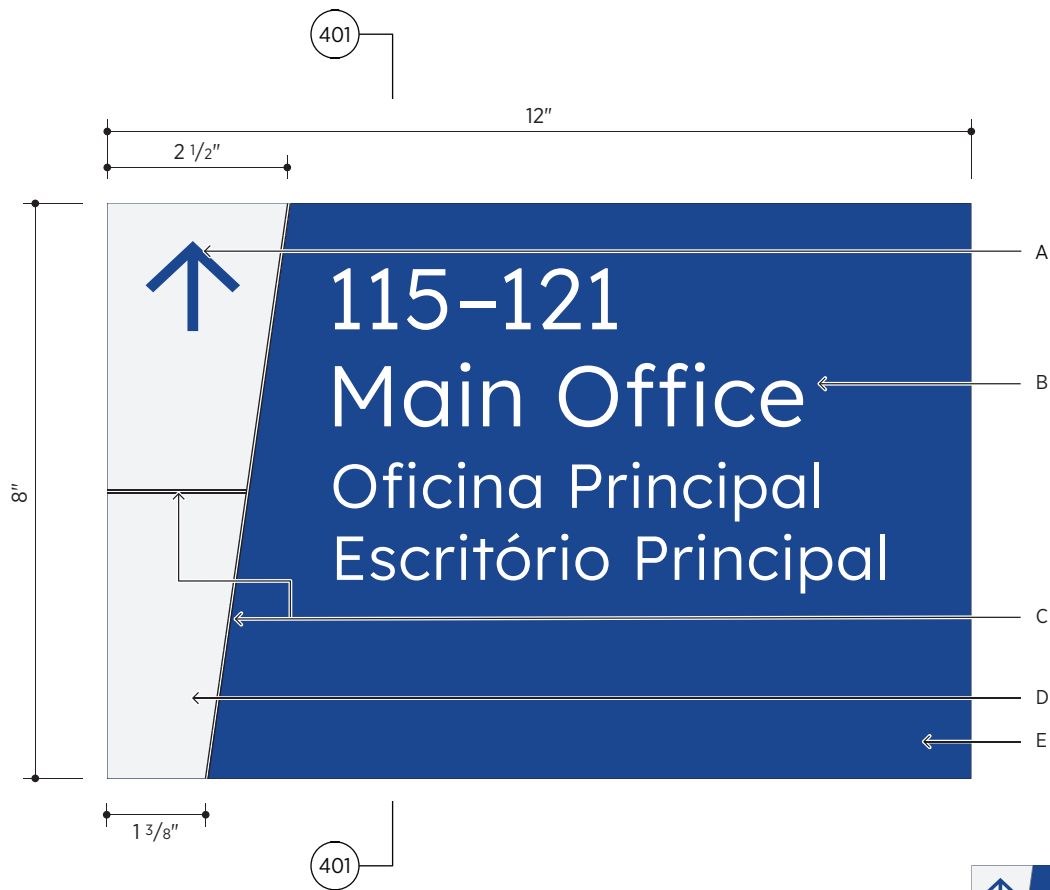 401
12"
2 1/2"
A
115–121
Main Office
B
Oficina Principal
8"
Escritório Principal
C
D
E
1 3/8"
401